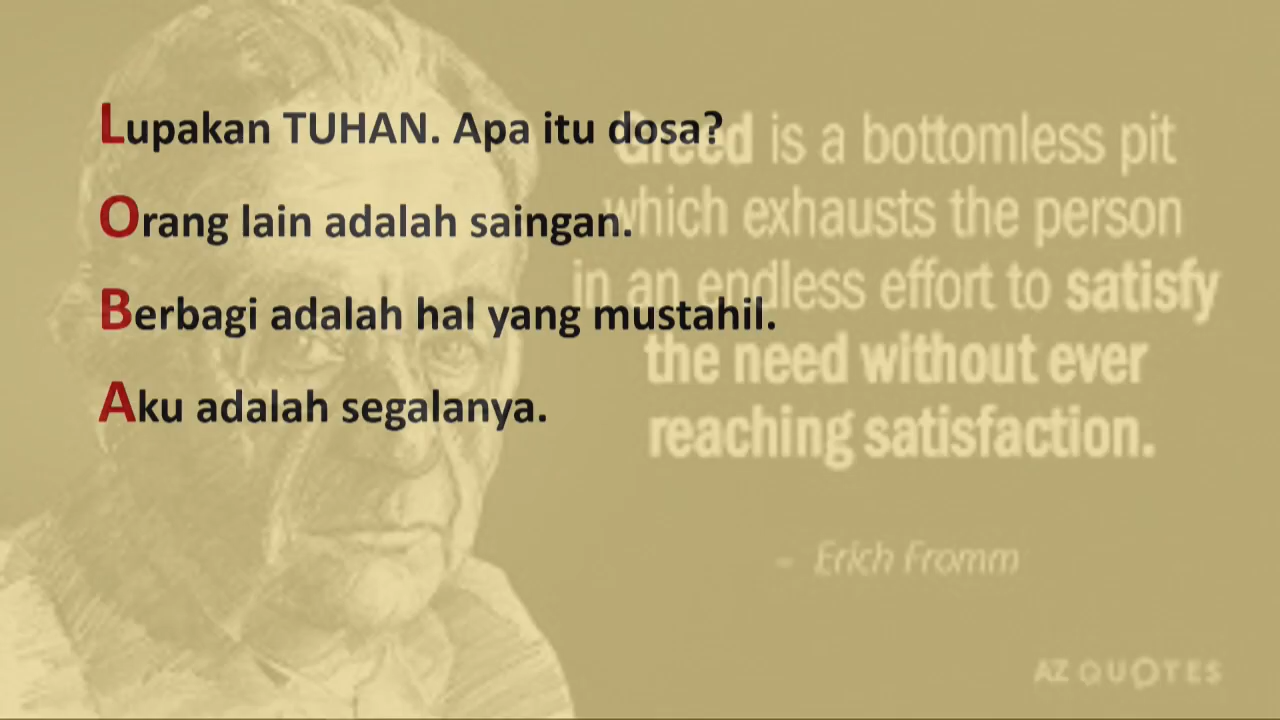 Lupakan TUHAN. Apa itu dosa?
Orang lain adalah saingan.
Berbagi adalah hal yang mustahil.
Aku adalah segalanya.
Greed is a bottomless pit
which exhausts the person
in an endless effort to satisfy
the need without ever
reaching satisfaction.
- Erich Fromm
AZ QUOTES